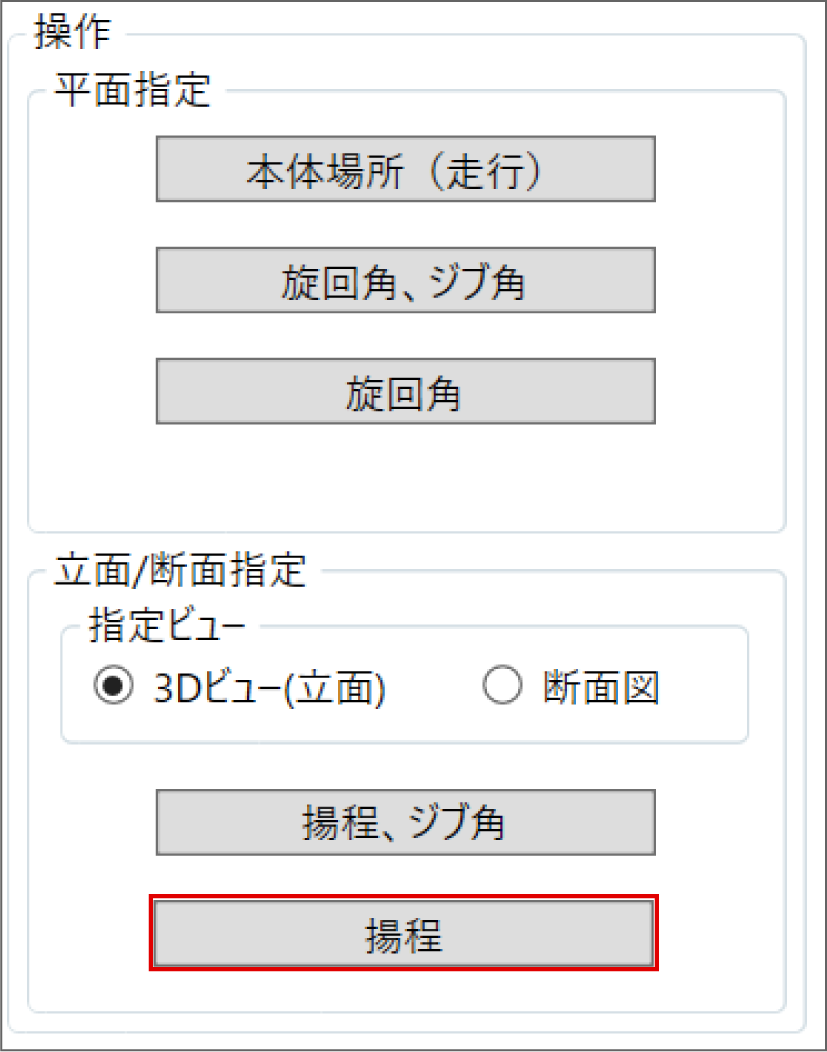 操作
平面指定
本体場所（走行）
旋回角、ジブ角
旋回角
立面/断面指定
指定ビュー
3Dビュー(立面) 断面図
揚程、ジブ角
揚程